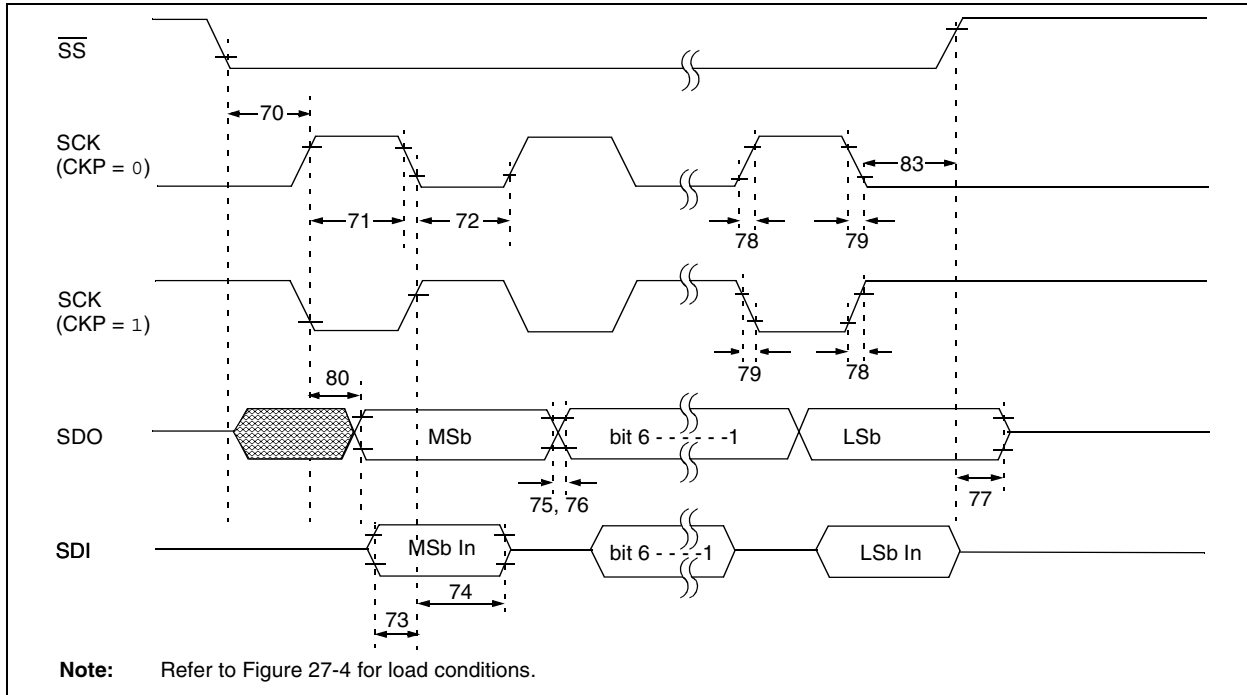 SS
70
SCK
(CKP = 0)
83
71
72
78
79
SCK
(CKP = 1)
79
78
80
SDO
MSb
bit 6 - - - - - -1
LSb
75, 76
77
SDI
MSb In
bit 6 - - - -1
LSb In
74
73
Note: Refer to Figure 27-4 for load conditions.